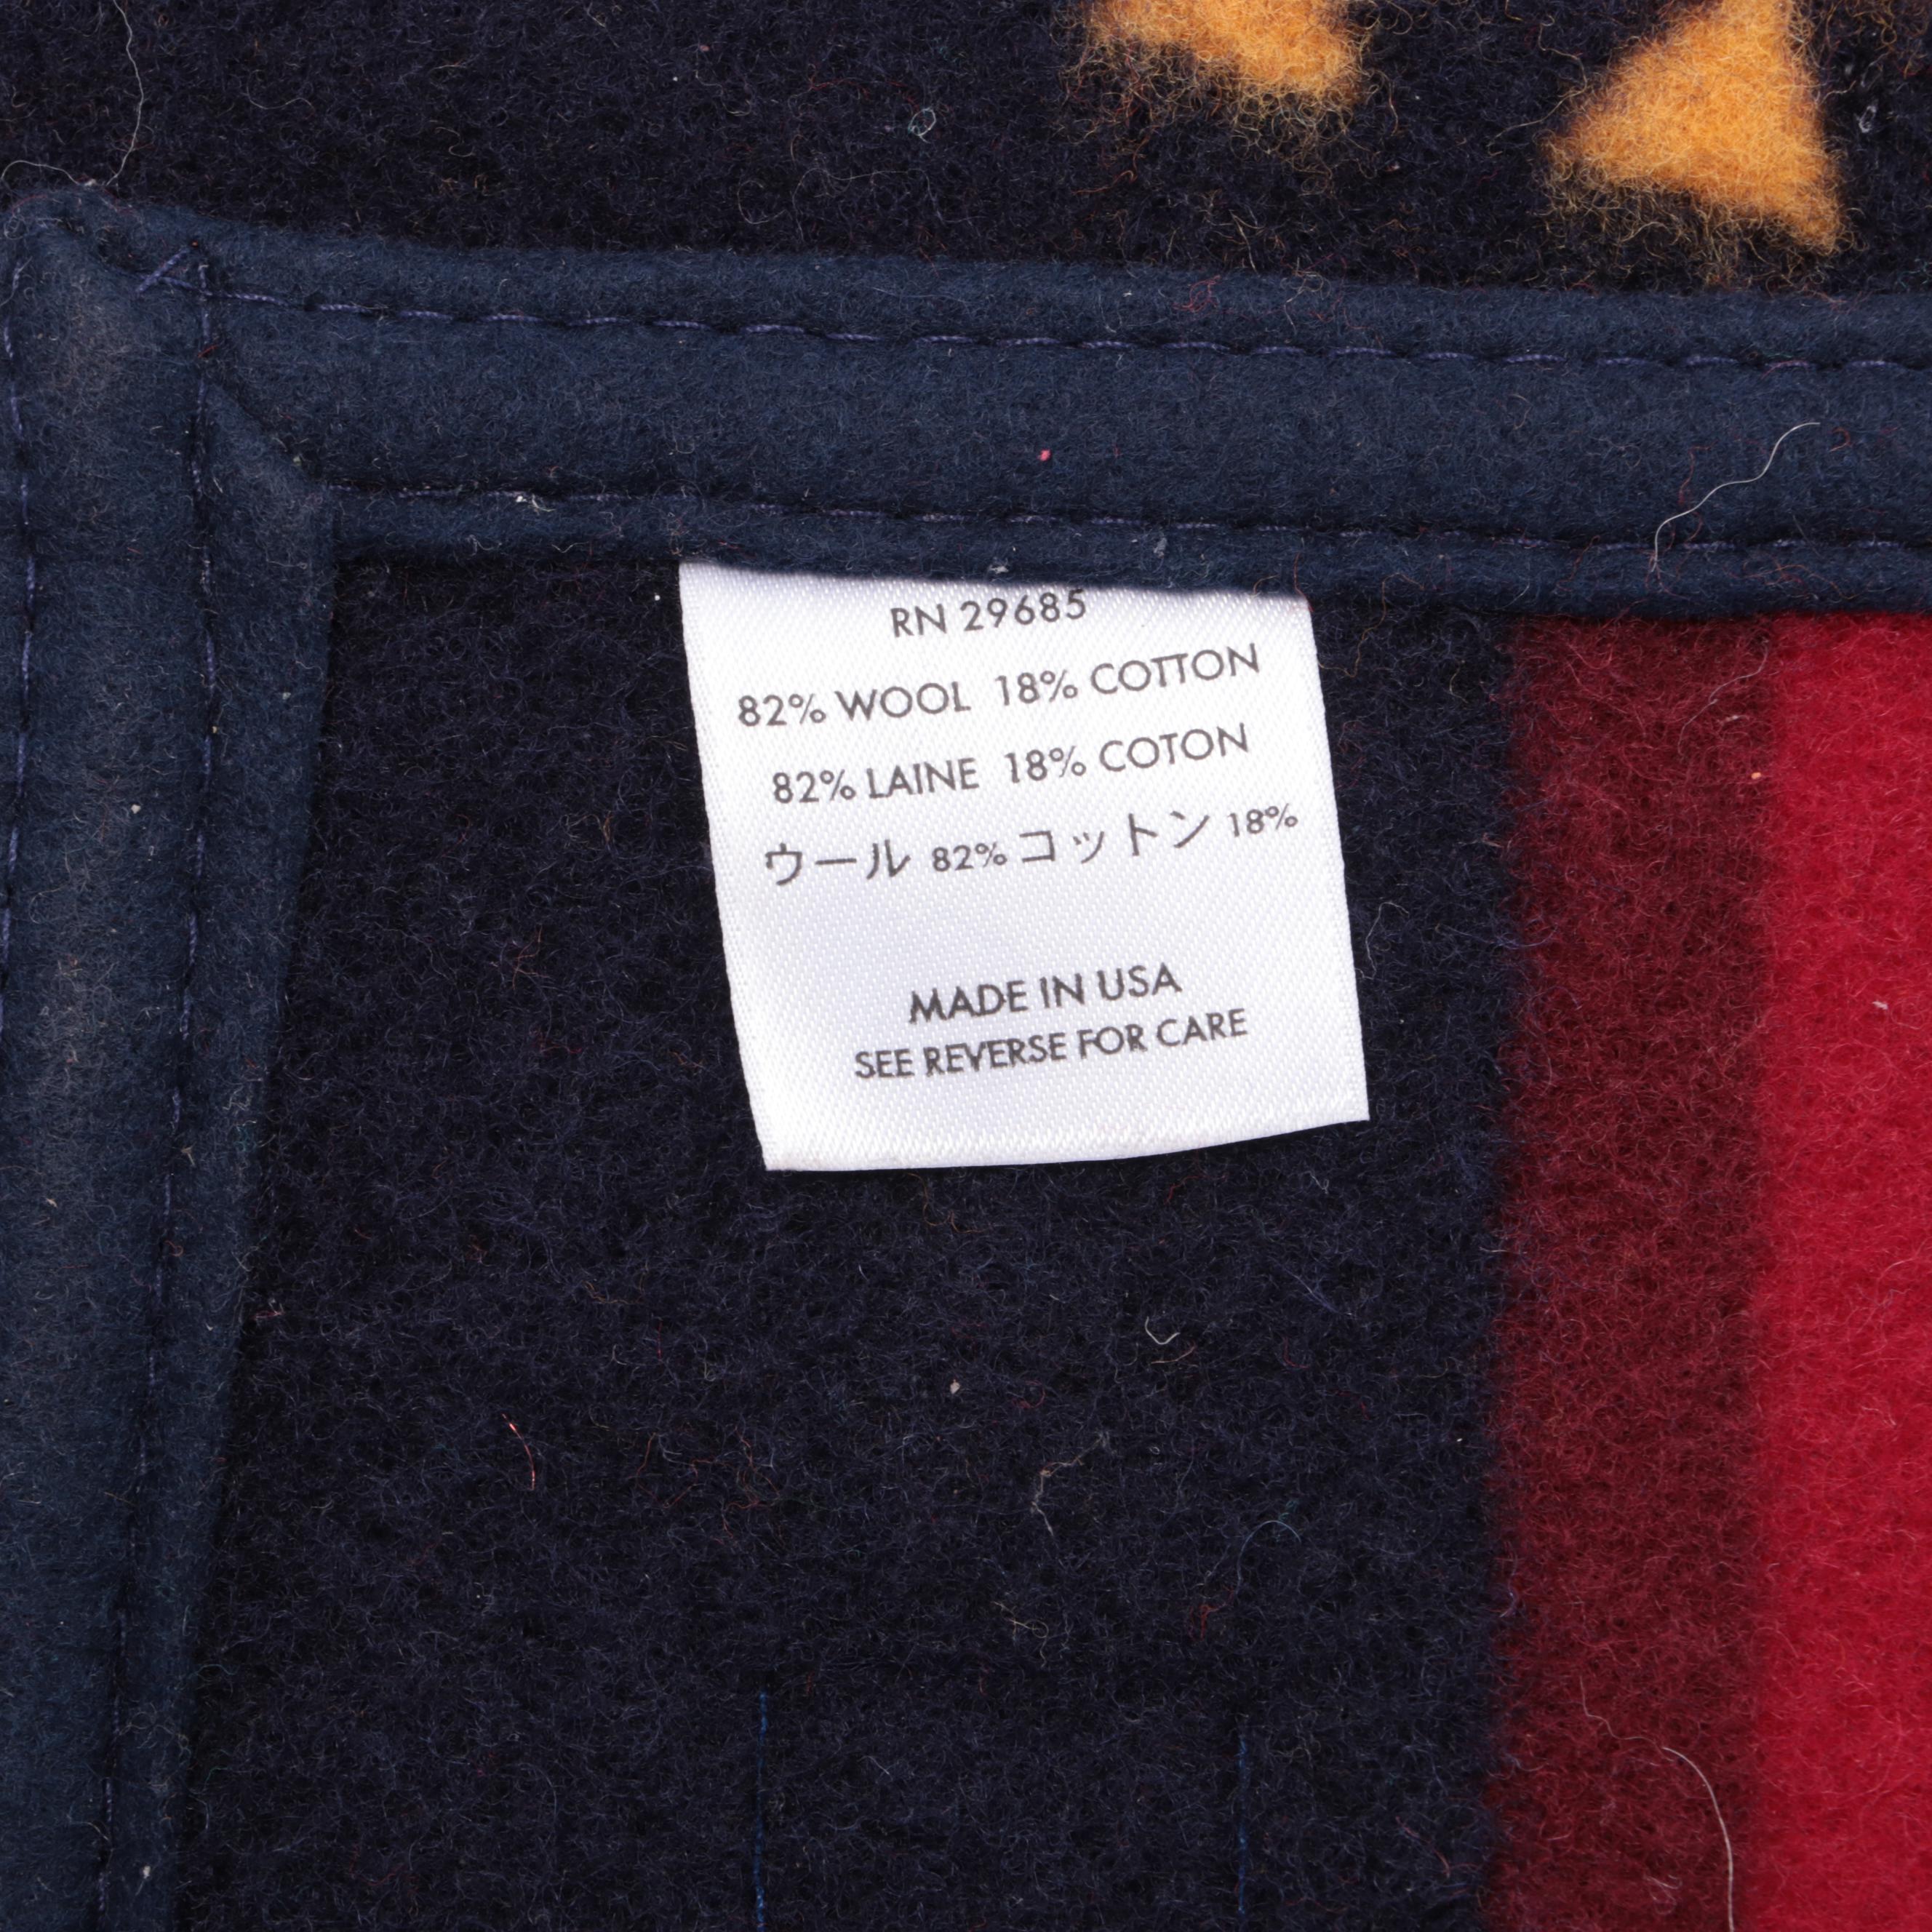 RN 29685
82% WOOL 18% COTTON
82% LAINE 18% COTON
ウール 82% コットン 18%
MADE IN USA
SEE REVERSE FOR CARE